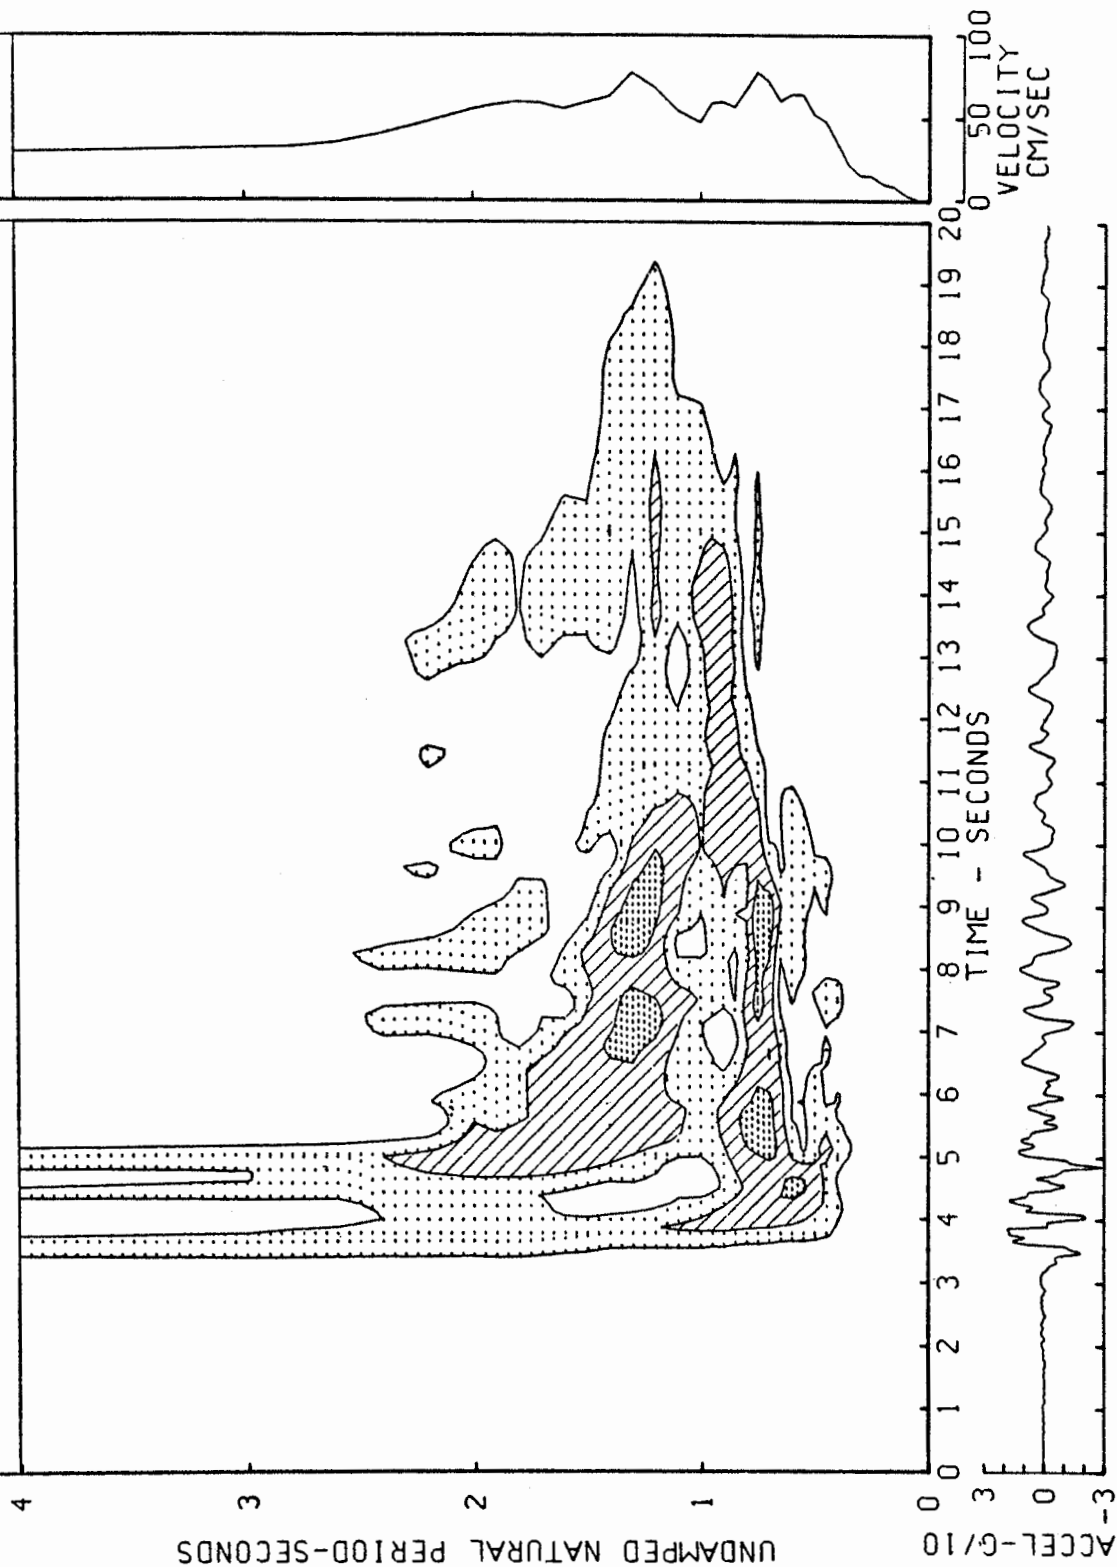 UNDAMPED NATURAL PERIOD-SECONDS
4
3
2
1
0
0 1 2 3 4 5 6 7 8 9 10 11 12 13 14 15 16 17 18 19 20
TIME - SECONDS
0 50 100
VELOCITY
CM/SEC
ACCEL-G/10
3
0
-3